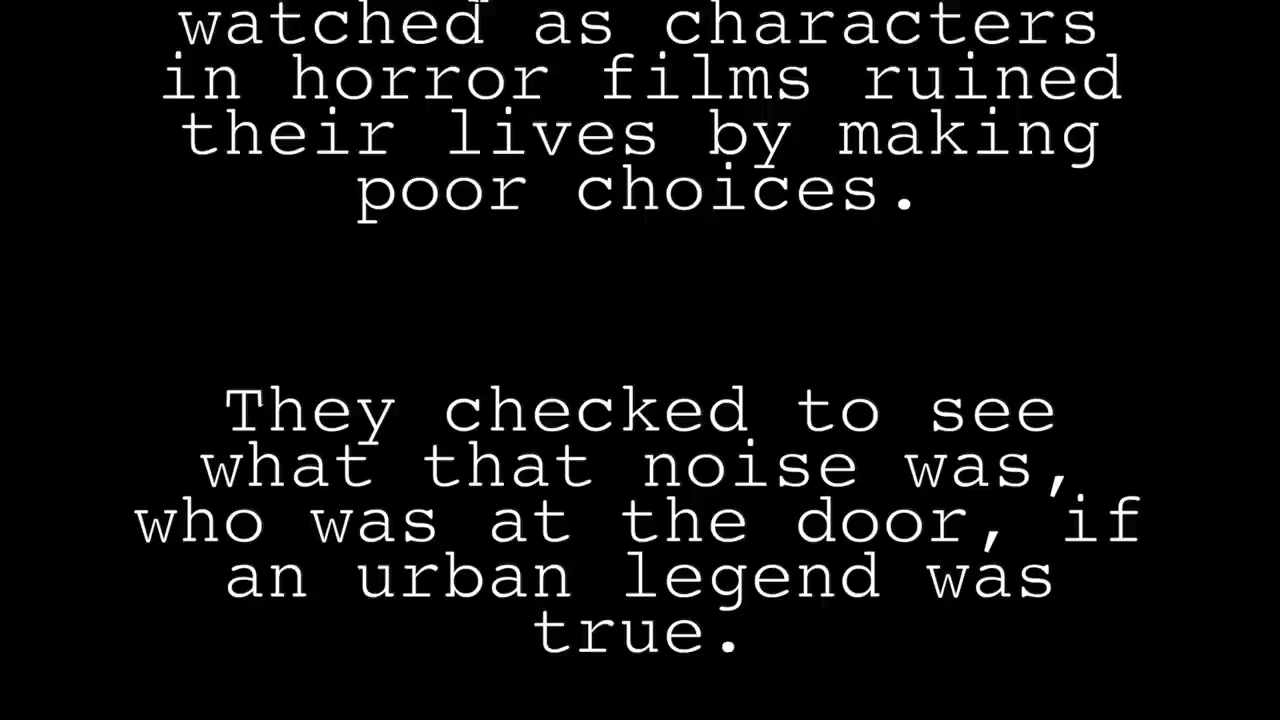 watched as characters
in horror films ruined
their lives by making
poor choices.
They checked to see
what that noise was,
who was at the door, if
an urban legend was
true.